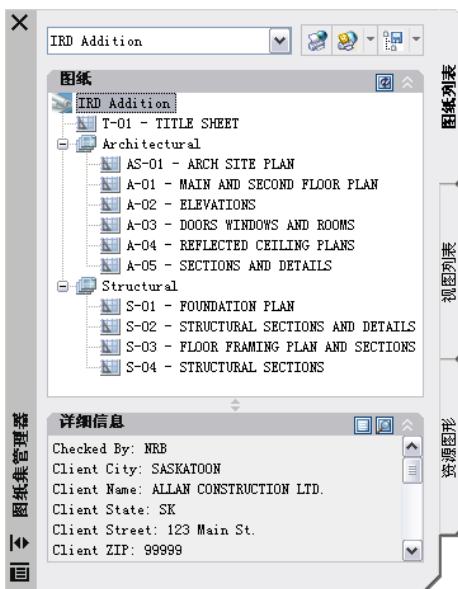 IRD Addition
图纸
IRD Addition
T-01 - TITLE SHEET
Architectural
AS-01 - ARCH SITE PLAN
A-01 - MAIN AND SECOND FLOOR PLAN
A-02 - ELEVATIONS
A-03 - DOORS WINDOWS AND ROOMS
A-04 - REFLECTED CEILING PLANS
A-05 - SECTIONS AND DETAILS
Structural
S-01 - FOUNDATION PLAN
S-02 - STRUCTURAL SECTIONS AND DETAILS
S-03 - FLOOR FRAMING PLAN AND SECTIONS
S-04 - STRUCTURAL SECTIONS
详细信息
Checked By: NRB
Client City: SASKATOON
Client Name: ALLAN CONSTRUCTION LTD.
Client State: SK
Client Street: 123 Main St.
Client ZIP: 99999
图纸列表
视图列表
资源图形
图纸集管理器